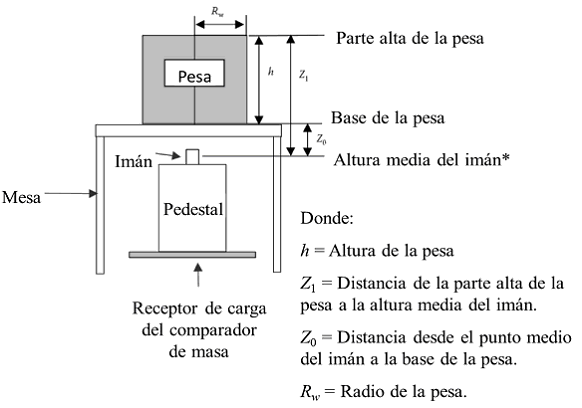 R_w
Parte alta de la pesa
Pesa
h
Z_1
Base de la pesa
Z_0
Imán
Altura media del imán*
Mesa
Pedestal
Donde:
h = Altura de la pesa
Z_1 = Distancia de la parte alta de la
pesa a la altura media del imán.
Z_0 = Distancia desde el punto medio
del imán a la base de la pesa.
R_w = Radio de la pesa.
Receptor de carga
del comparador
de masa